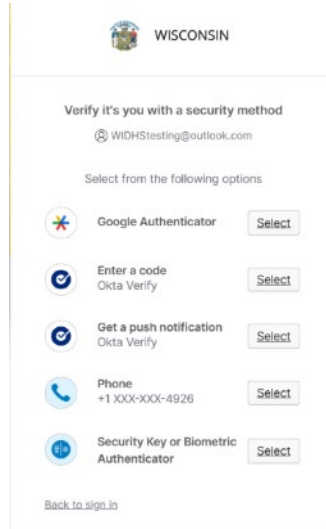 WISCONSIN
Verify it's you with a security method
WIDHStesting@outlook.com
Select from the following options
Google Authenticator
Select
Enter a code
Okta Verify
Select
Get a push notification
Okta Verify
Select
Phone
+1 XXX-XXX-4926
Select
Security Key or Biometric
Authenticator
Select
Back to sign in